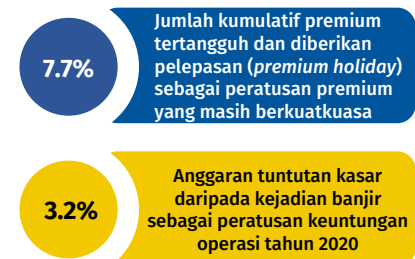 7.7%
Jumlah kumulatif premium
tertangguh dan diberikan
pelepasan (premium holiday)
sebagai peratusan premium
yang masih berkuatkuasa
3.2%
Anggaran tuntutan kasar
daripada kejadian banjir
sebagai peratusan keuntungan
operasi tahun 2020